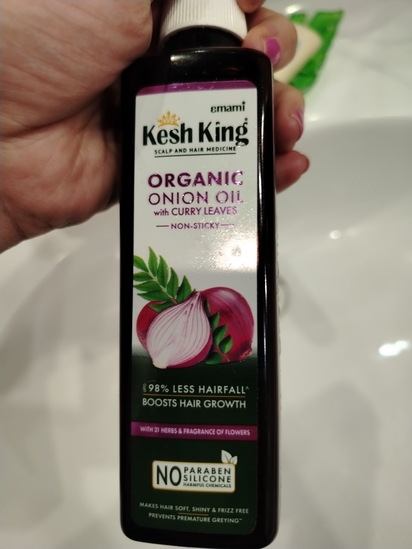 emami
Kesh King
SCALP AND HAIR MEDICINE
ORGANIC
ONION OIL
with CURRY LEAVES
NON-STICKY
98% LESS HAIRFALL^
BOOSTS HAIR GROWTH
WITH 21 HERBS & FRAGRANCE OF FLOWERS
NO PARABEN
SILICONE
HARMFUL CHEMICALS
MAKES HAIR SOFT, SHINY & FRIZZ FREE
PREVENTS PREMATURE GREYING~